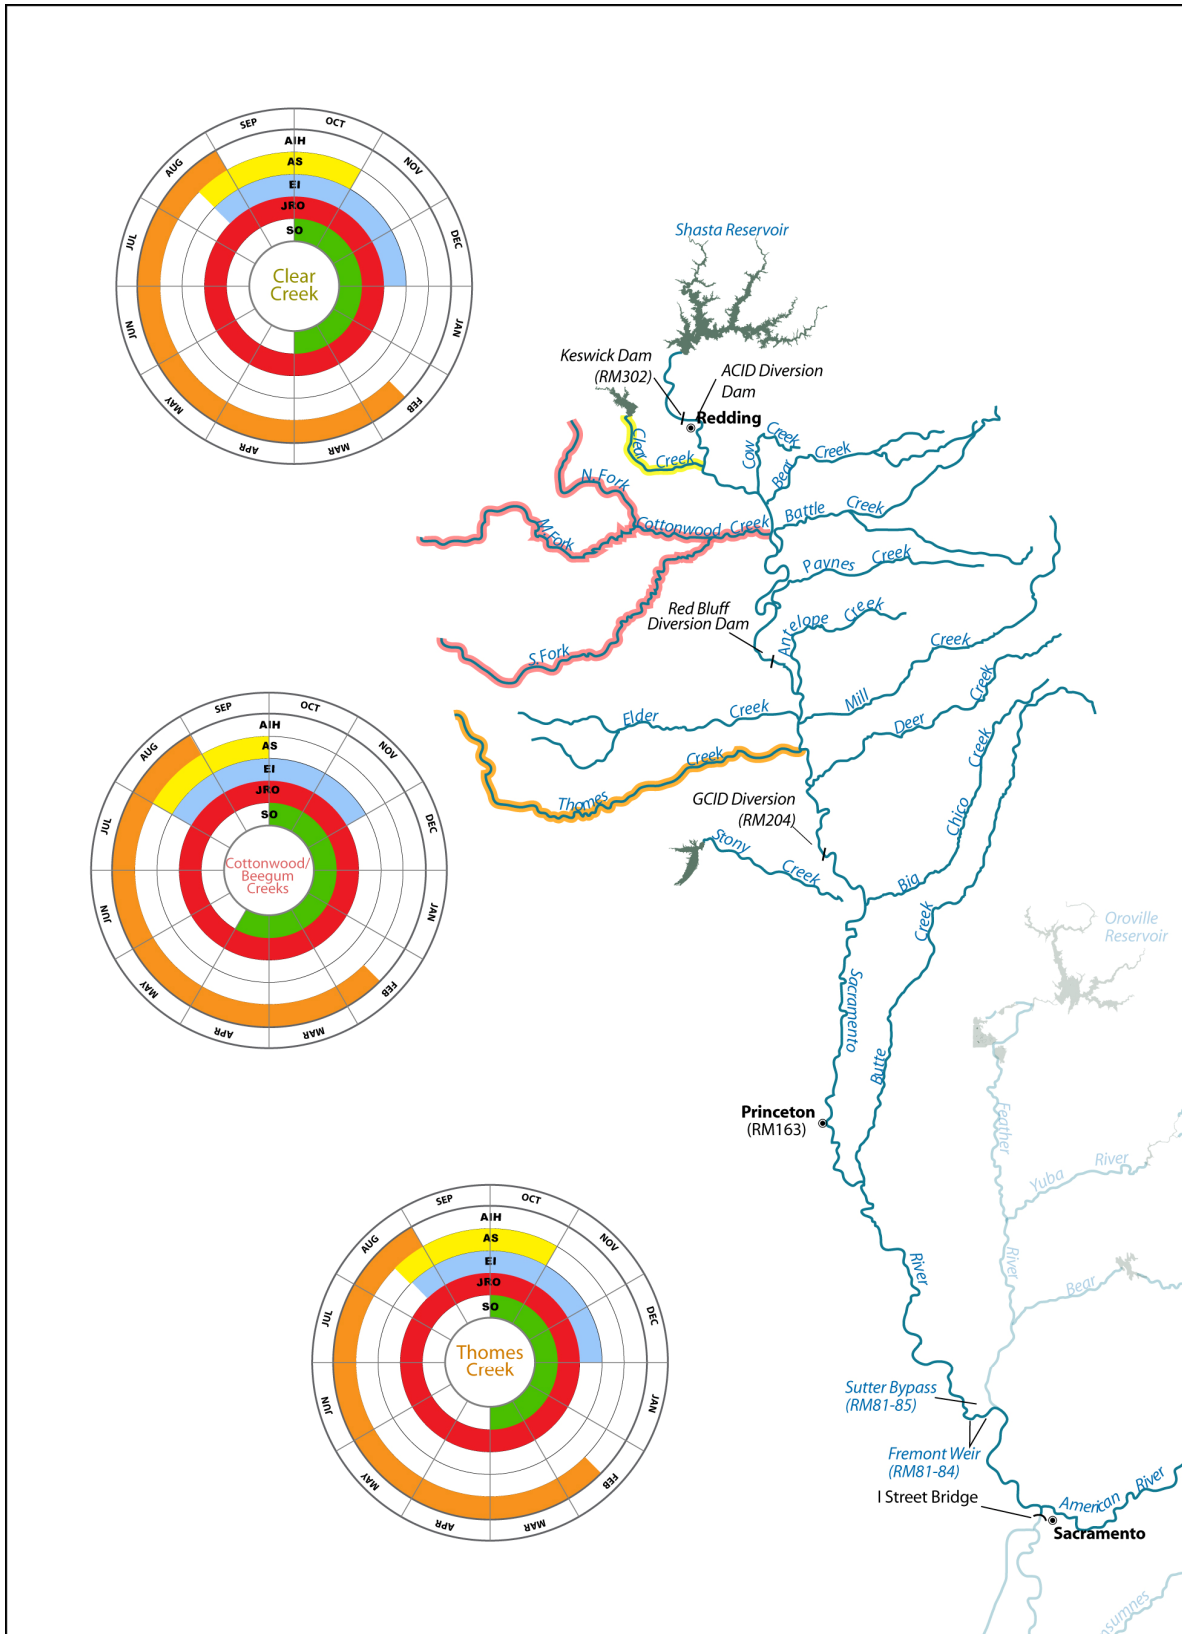 SEP
OCT
AUG
NOV
JUL
DEC
JUN
JAN
MAY
FEB
APR
MAR
AIH
AS
EI
JRO
SO
Clear
Creek
Shasta Reservoir
Keswick Dam
(RM302)
ACID Diversion
Dam
Redding
Clear
Creek
Cow
Creek
Bear
Creek
N. Fork
M. Fork
Cottonwood Creek
Battle
Creek
Paynes
Creek
Red Bluff
Diversion Dam
Antelope
Creek
S. Fork
Mill
Creek
Elder
Creek
Deer
Creek
Thomes
Creek
GCID Diversion
(RM204)
Stony
Creek
Big
Chico
Creek
Butte
Creek
SEP
OCT
AUG
NOV
JUL
DEC
JUN
JAN
MAY
FEB
APR
MAR
AIH
AS
EI
JRO
SO
Cottonwood/
Beegum
Creeks
Oroville
Reservoir
Sacramento
River
Princeton
(RM163)
Feather
River
Yuba
River
Bear
SEP
OCT
AUG
NOV
JUL
DEC
JUN
JAN
MAY
FEB
APR
MAR
AIH
AS
EI
JRO
SO
Thomes
Creek
Sutter Bypass
(RM81-85)
Fremont Weir
(RM81-84)
I Street Bridge
American
River
Sacramento
sumnes